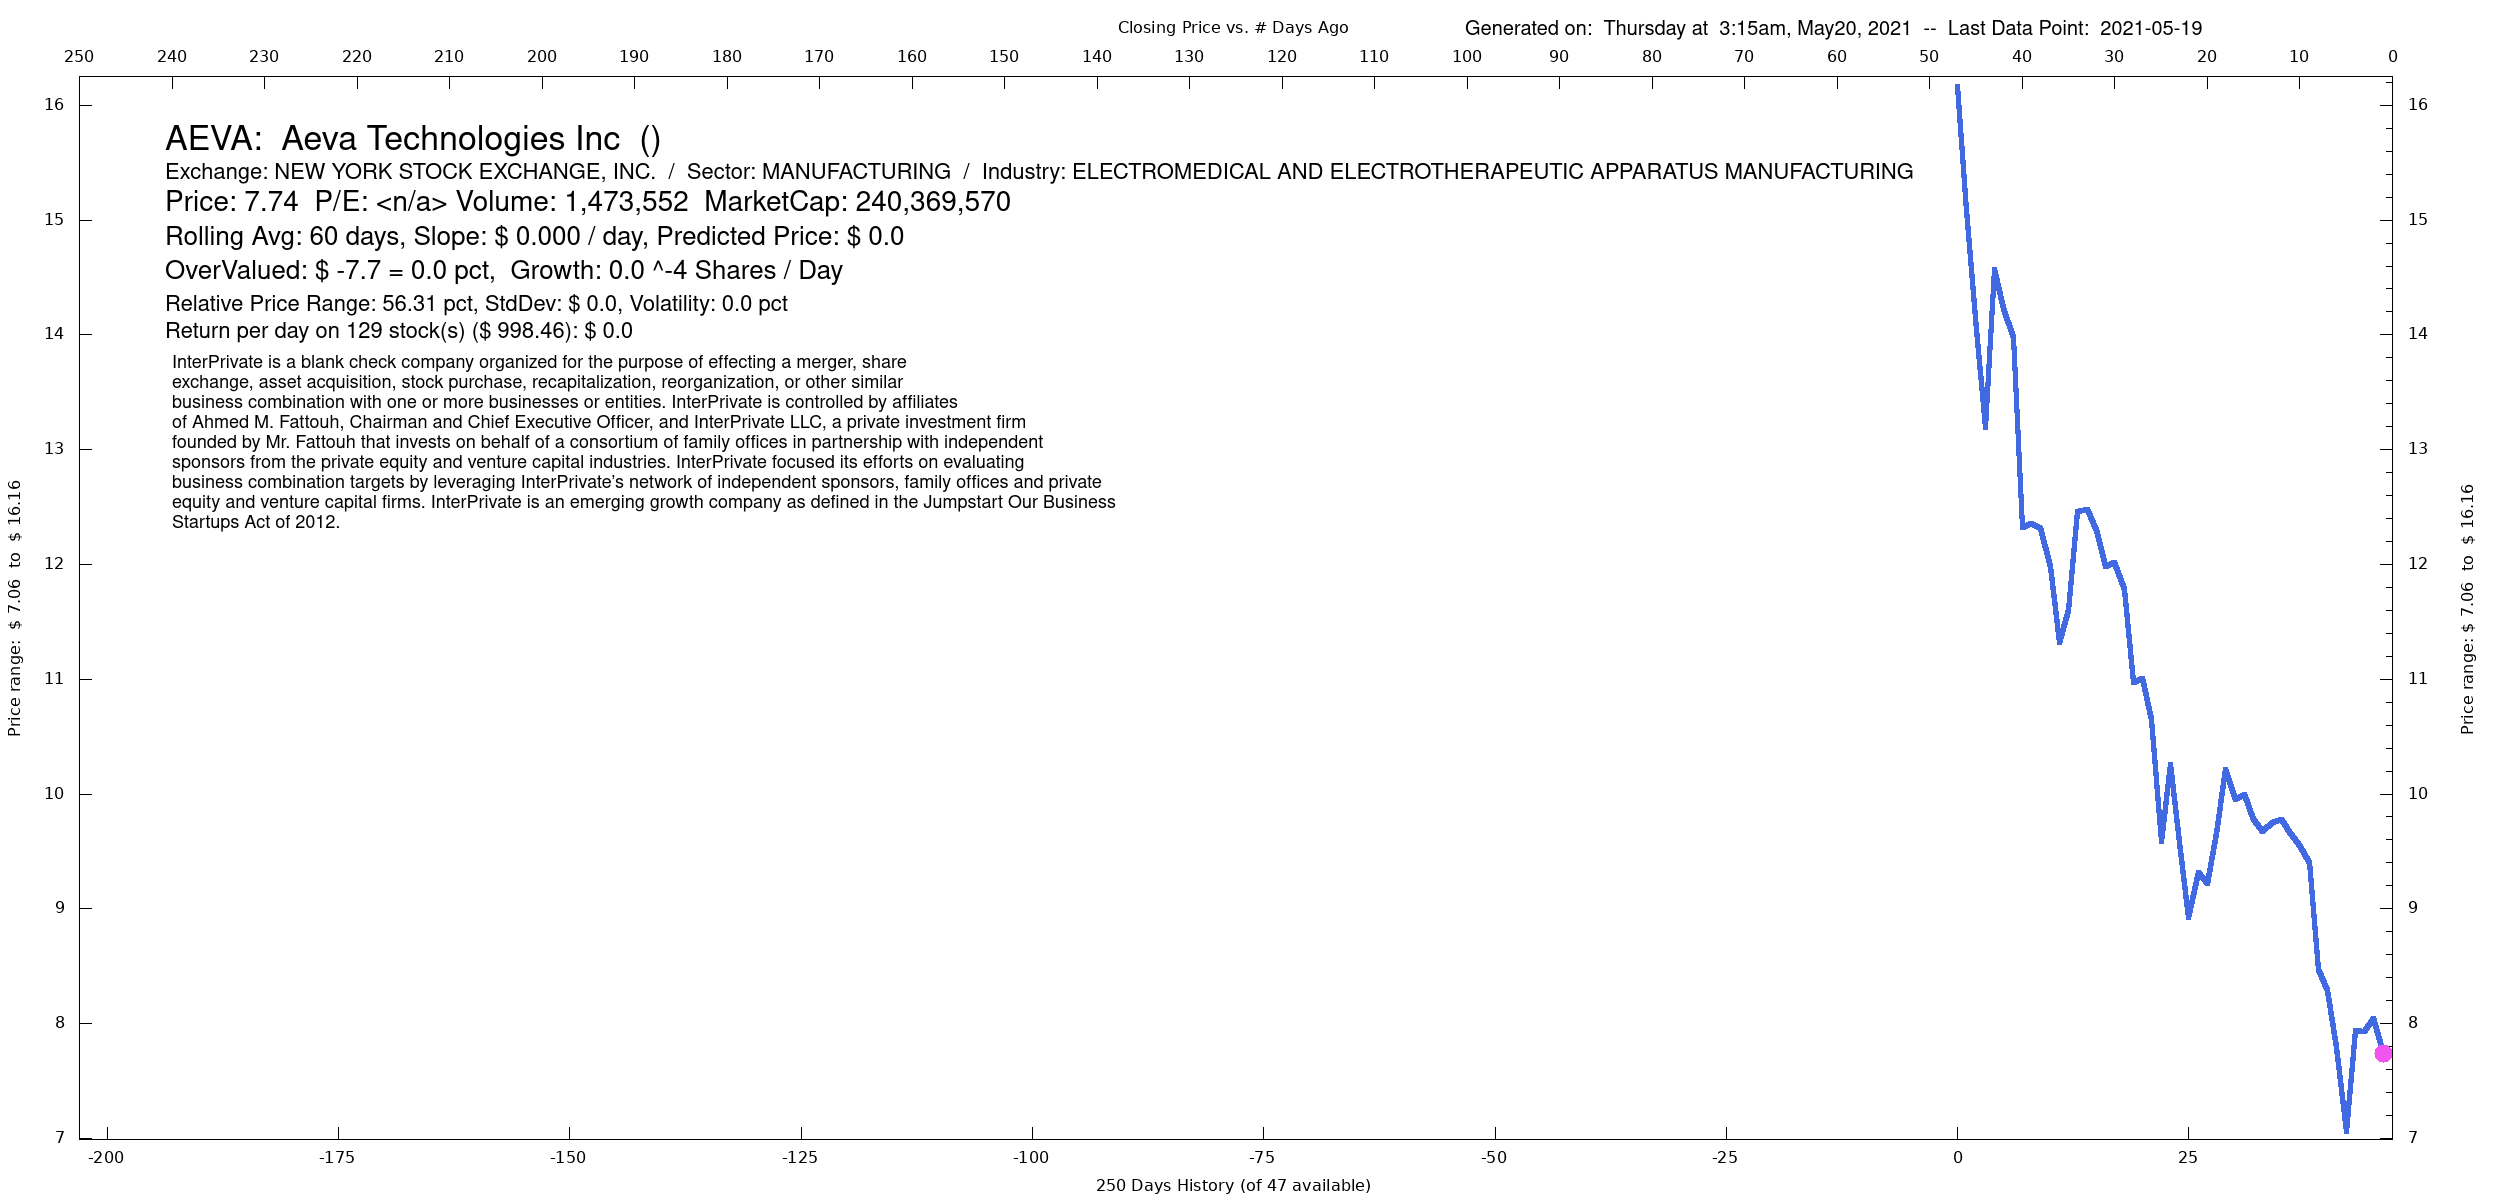 Closing Price vs. # Days Ago
Generated on:  Thursday at  3:15am, May20, 2021  --  Last Data Point:  2021-05-19
250 240 230 220 210 200 190 180 170 160 150 140 130 120 110 100 90 80 70 60 50 40 30 20 10 0
16 16
AEVA:  Aeva Technologies Inc  ()
Exchange: NEW YORK STOCK EXCHANGE, INC.  /  Sector: MANUFACTURING  /  Industry: ELECTROMEDICAL AND ELECTROTHERAPEUTIC APPARATUS MANUFACTURING
Price: 7.74  P/E: <n/a> Volume: 1,473,552  MarketCap: 240,369,570
15 15
Rolling Avg: 60 days, Slope: $ 0.000 / day, Predicted Price: $ 0.0
OverValued: $ -7.7 = 0.0 pct,  Growth: 0.0 ^-4 Shares / Day
Relative Price Range: 56.31 pct, StdDev: $ 0.0, Volatility: 0.0 pct
Return per day on 129 stock(s) ($ 998.46): $ 0.0
14 14
InterPrivate is a blank check company organized for the purpose of effecting a merger, share
exchange, asset acquisition, stock purchase, recapitalization, reorganization, or other similar
business combination with one or more businesses or entities. InterPrivate is controlled by affiliates
of Ahmed M. Fattouh, Chairman and Chief Executive Officer, and InterPrivate LLC, a private investment firm
founded by Mr. Fattouh that invests on behalf of a consortium of family offices in partnership with independent
13 13
sponsors from the private equity and venture capital industries. InterPrivate focused its efforts on evaluating
business combination targets by leveraging InterPrivate's network of independent sponsors, family offices and private
equity and venture capital firms. InterPrivate is an emerging growth company as defined in the Jumpstart Our Business
Startups Act of 2012.
12 12
Price range:  $ 7.06  to  $ 16.16
Price range: $ 7.06  to  $ 16.16
11 11
10 10
9 9
8 8
7 7
-200 -175 -150 -125 -100 -75 -50 -25 0 25
250 Days History (of 47 available)